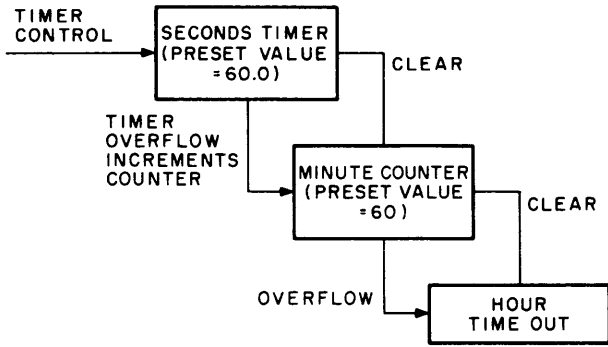 TIMER
CONTROL
SECONDS TIMER
(PRESET VALUE
=60.0)
CLEAR
TIMER
OVERFLOW
INCREMENTS
COUNTER
MINUTE COUNTER
(PRESET VALUE
=60)
CLEAR
OVERFLOW
HOUR
TIME OUT